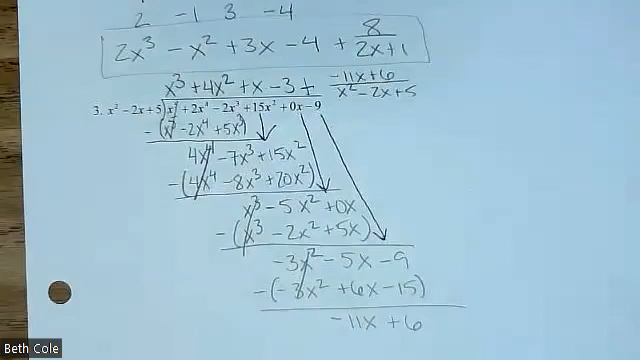 2 -1 3 -4
2x³ - x² + 3x - 4 + 8/(2x+1)
x³ + 4x² + x - 3 + (-11x+6)/(x² - 2x + 5)
3. x² - 2x + 5) x⁵ + 2x⁴ - 2x³ + 15x² + 0x - 9
- (x⁵ - 2x⁴ + 5x³)
4x⁴ - 7x³ + 15x²
- (4x⁴ - 8x³ + 20x²)
x³ - 5x² + 0x
- (x³ - 2x² + 5x)
-3x² - 5x - 9
- (-3x² + 6x - 15)
-11x + 6
Beth Cole